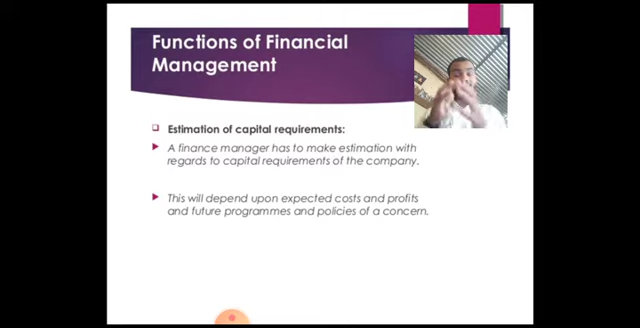 Functions of Financial
Management
Estimation of capital requirements:
A finance manager has to make estimation with
regards to capital requirements of the company.
This will depend upon expected costs and profits
and future programmes and policies of a concern.